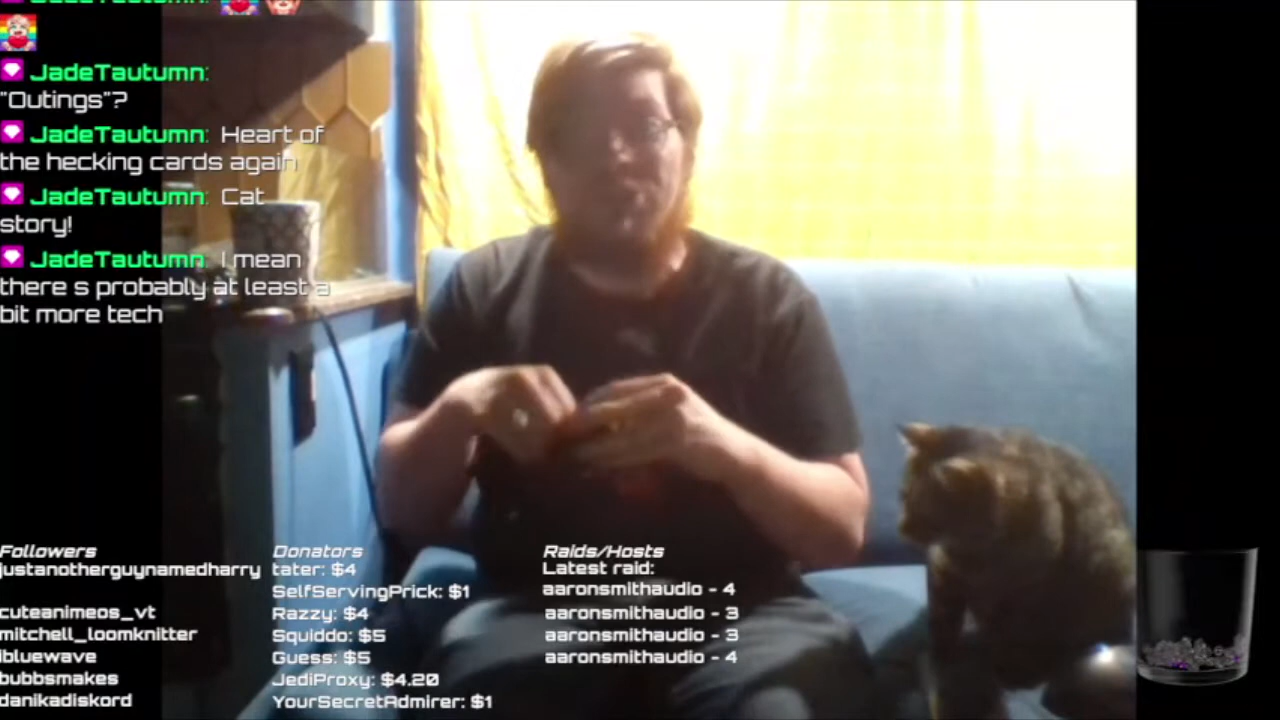 JadeTautumn:
JadeTautumn:
"Outings"?
JadeTautumn: Heart of
the hecking cards again
JadeTautumn: Cat
story!
JadeTautumn: I mean
there s probably at least a
bit more tech
Followers
justanotherguynamedharry
cuteanimeos_vt
mitchell_loomknitter
ibluewave
bubbsmakes
danikadiskord
Donators
tater: $4
SelfServingPrick: $1
Razzy: $4
Squiddo: $5
Guess: $5
JediProxy: $4.20
YourSecretAdmirer: $1
Raids/Hosts
Latest raid:
aaronsmithaudio - 4
aaronsmithaudio - 3
aaronsmithaudio - 3
aaronsmithaudio - 4